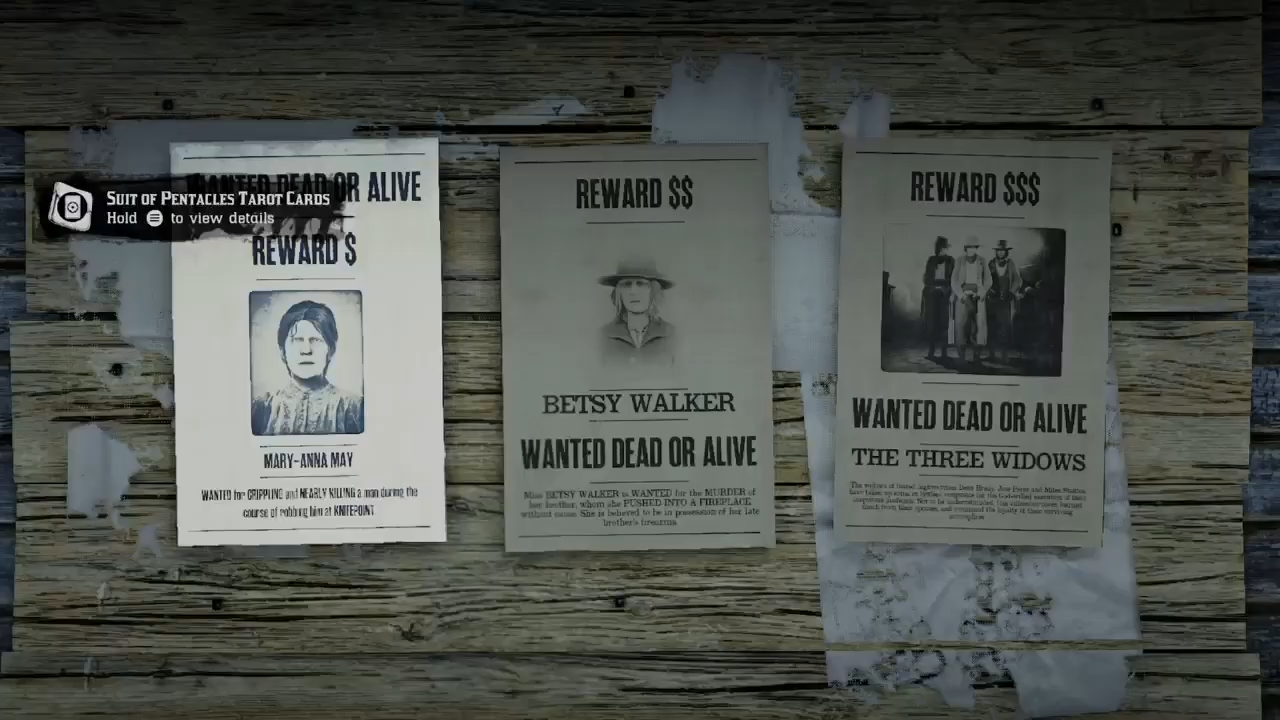 WANTED DEAD OR ALIVE
SUIT OF PENTACLES TAROT CARDS
Hold to view details
REWARD $
MARY-ANNA MAY
WANTED for CRIPPLING and NEARLY KILLING a man during the
course of robbing him at KNIFEPOINT
REWARD $$
BETSY WALKER
WANTED DEAD OR ALIVE
Miss BETSY WALKER is WANTED for the MURDER of
her brother, whom she PUSHED INTO A FIREPLACE
without cause. She is believed to be in possession of her late
brother's firearms.
REWARD $$$
WANTED DEAD OR ALIVE
THE THREE WIDOWS